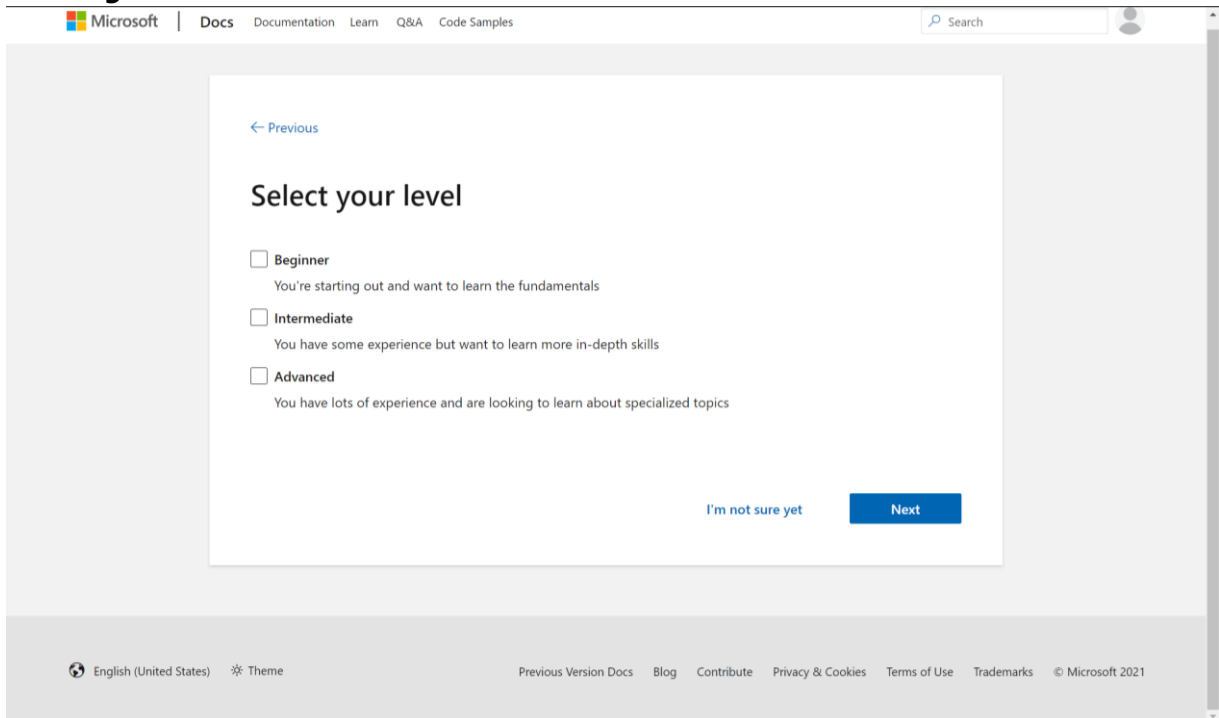 Microsoft | Docs Documentation Learn Q&A Code Samples Search
← Previous
Select your level
Beginner
You're starting out and want to learn the fundamentals
Intermediate
You have some experience but want to learn more in-depth skills
Advanced
You have lots of experience and are looking to learn about specialized topics
I'm not sure yet Next
English (United States) Theme Previous Version Docs Blog Contribute Privacy & Cookies Terms of Use Trademarks © Microsoft 2021